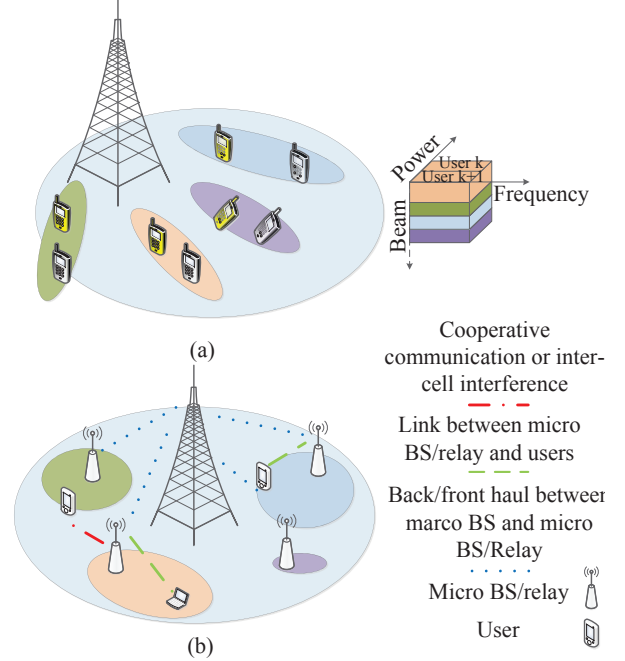 Power
User k
User k+1
Frequency
Beam
(a)
Cooperative
communication or inter-
cell interference
Link between micro
BS/relay and users
Back/front haul between
marco BS and micro
BS/Relay
Micro BS/relay
User
(b)